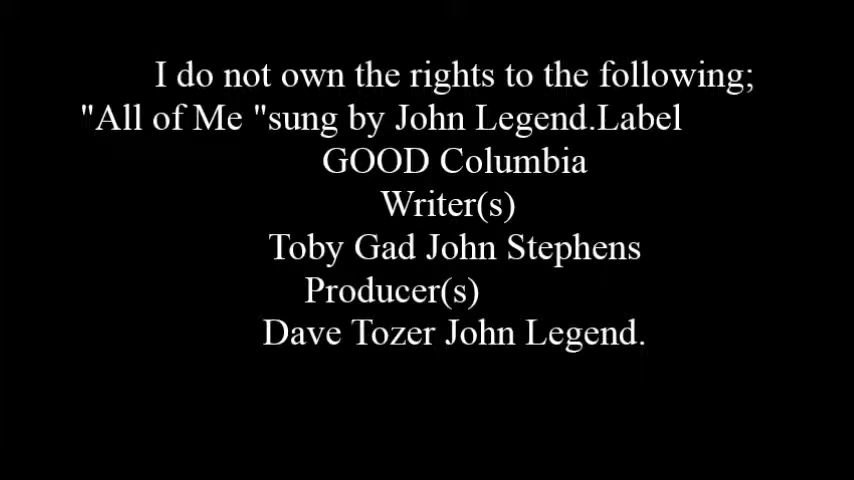 I do not own the rights to the following;
"All of Me "sung by John Legend.Label
GOOD Columbia
Writer(s)
Toby Gad John Stephens
Producer(s)
Dave Tozer John Legend.